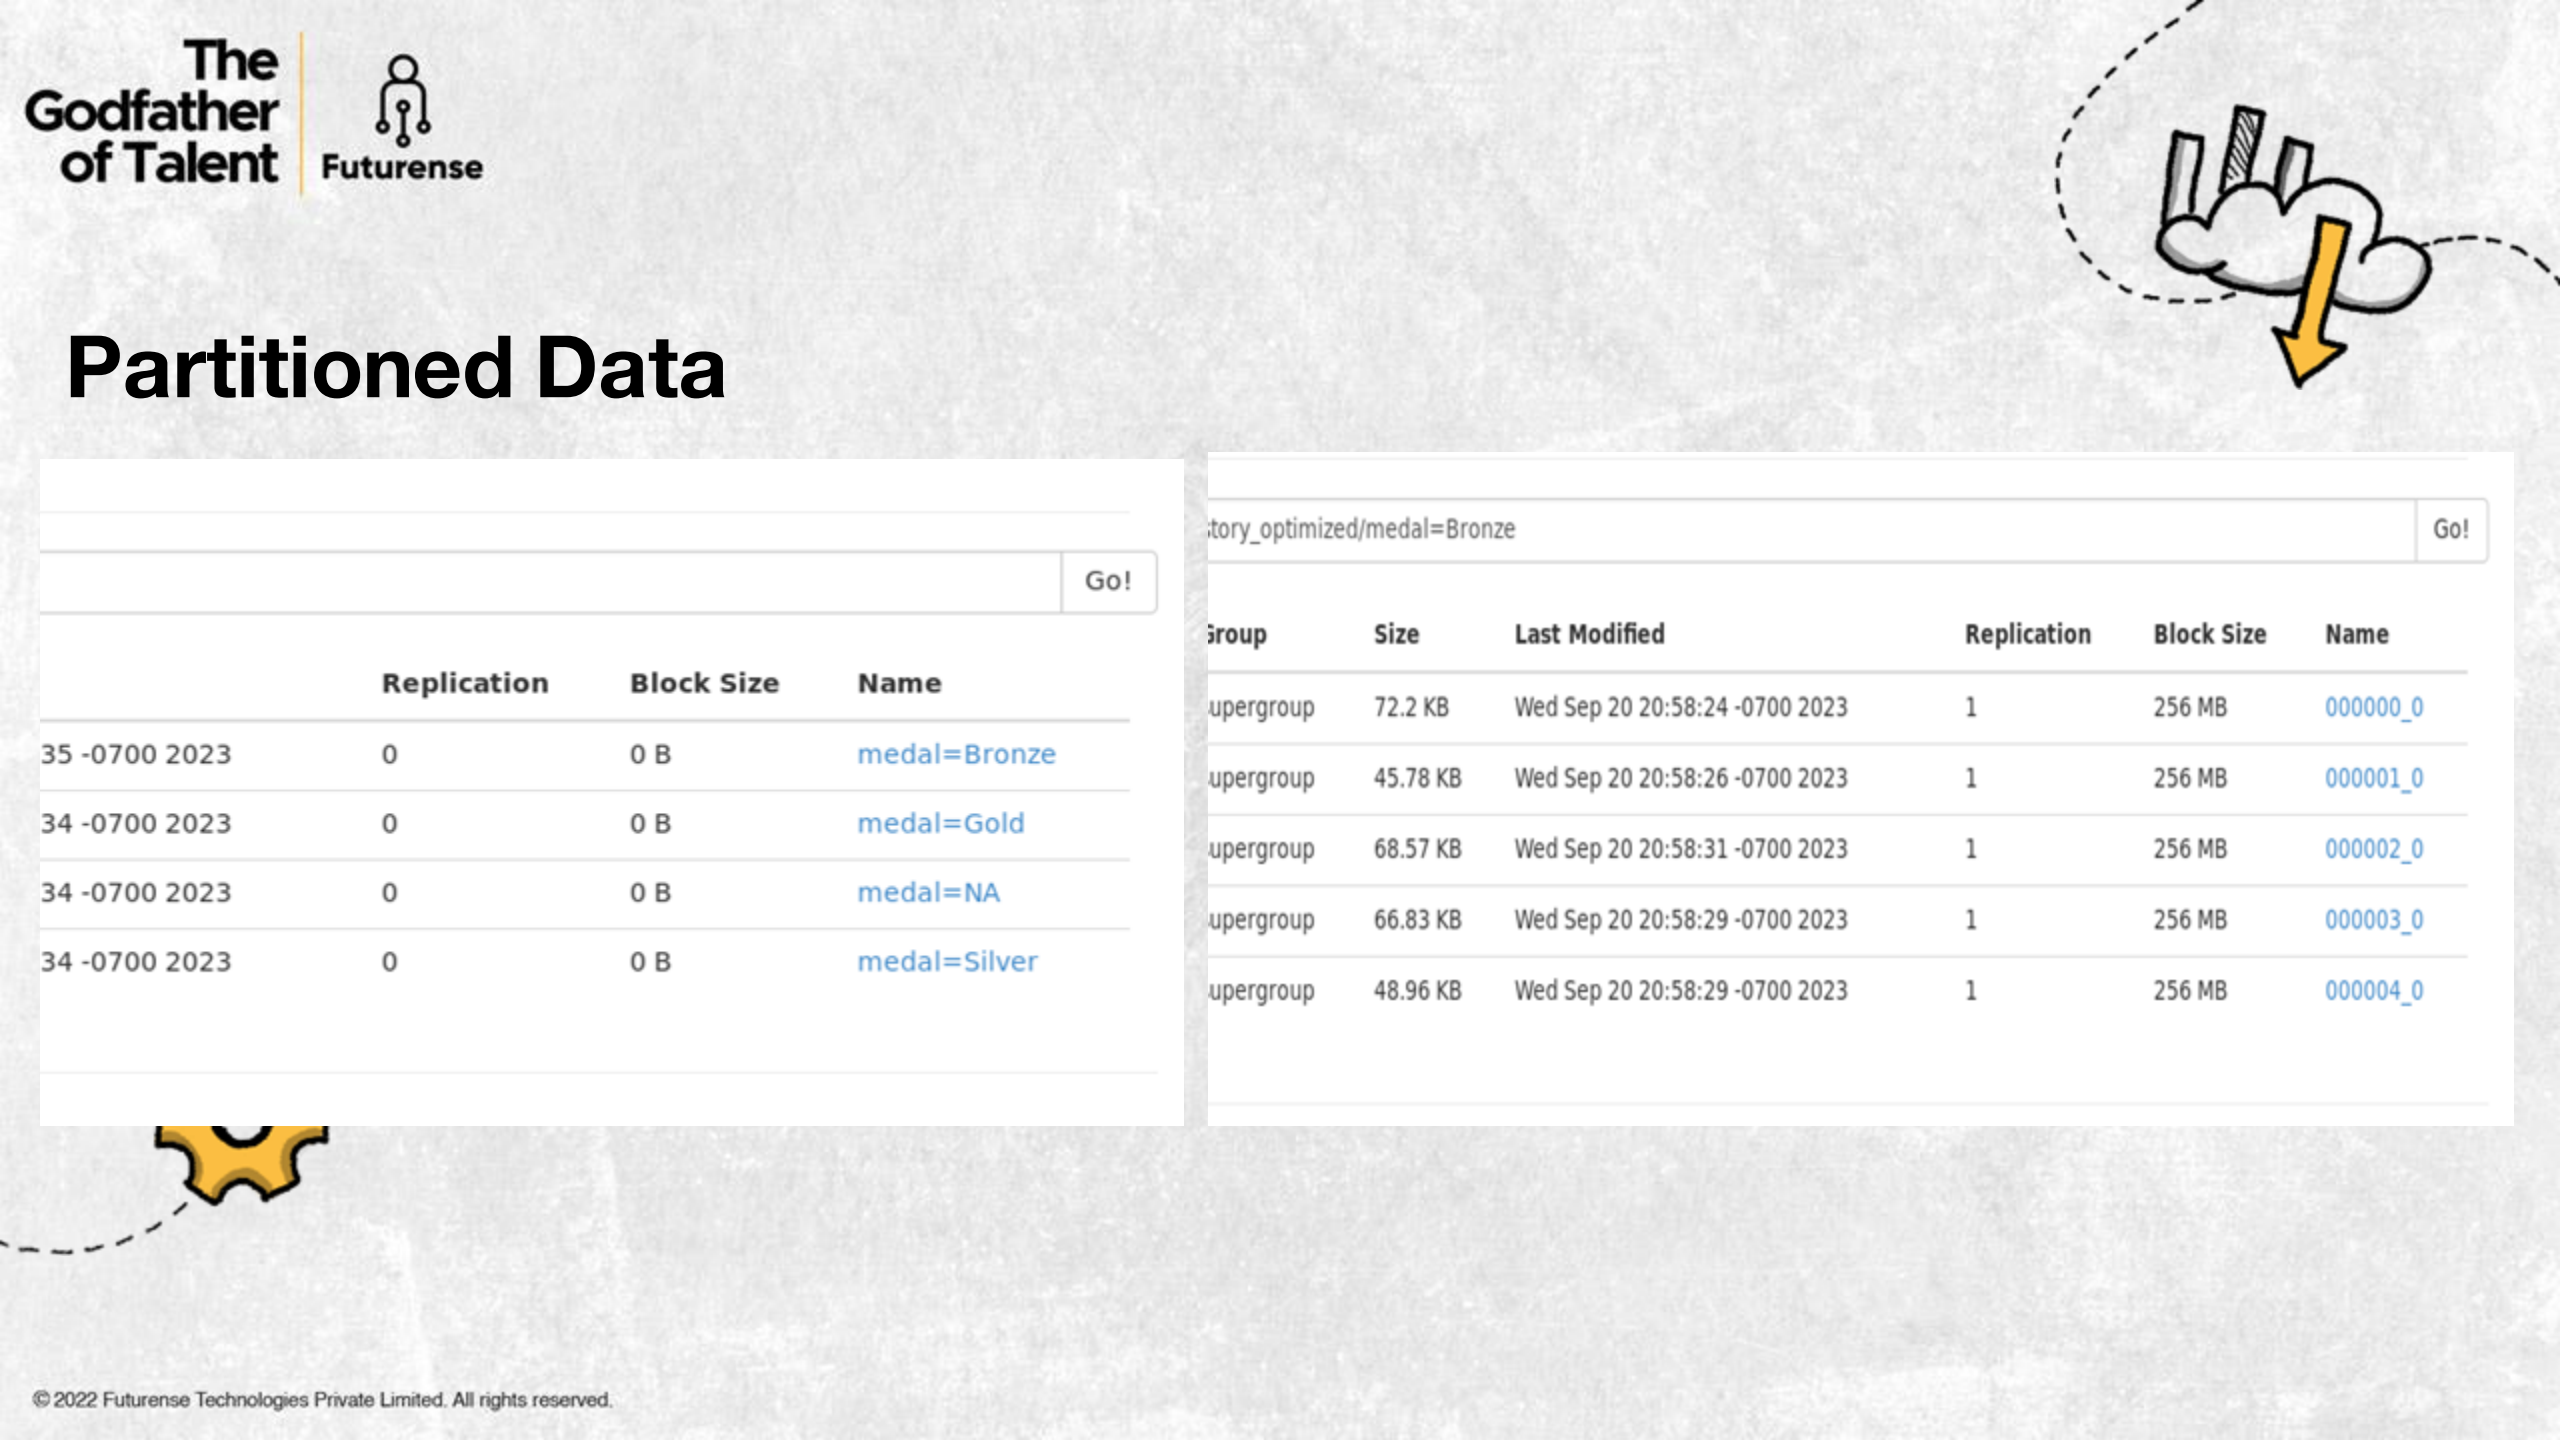 The
Godfather
of Talent
Futurense
Partitioned Data
Go!
Replication Block Size Name
35 -0700 2023 0 0 B medal=Bronze
34 -0700 2023 0 0 B medal=Gold
34 -0700 2023 0 0 B medal=NA
34 -0700 2023 0 0 B medal=Silver
story_optimized/medal=Bronze Go!
Group Size Last Modified Replication Block Size Name
upergroup 72.2 KB Wed Sep 20 20:58:24 -0700 2023 1 256 MB 000000_0
upergroup 45.78 KB Wed Sep 20 20:58:26 -0700 2023 1 256 MB 000001_0
upergroup 68.57 KB Wed Sep 20 20:58:31 -0700 2023 1 256 MB 000002_0
upergroup 66.83 KB Wed Sep 20 20:58:29 -0700 2023 1 256 MB 000003_0
upergroup 48.96 KB Wed Sep 20 20:58:29 -0700 2023 1 256 MB 000004_0
© 2022 Futurense Technologies Private Limited. All rights reserved.